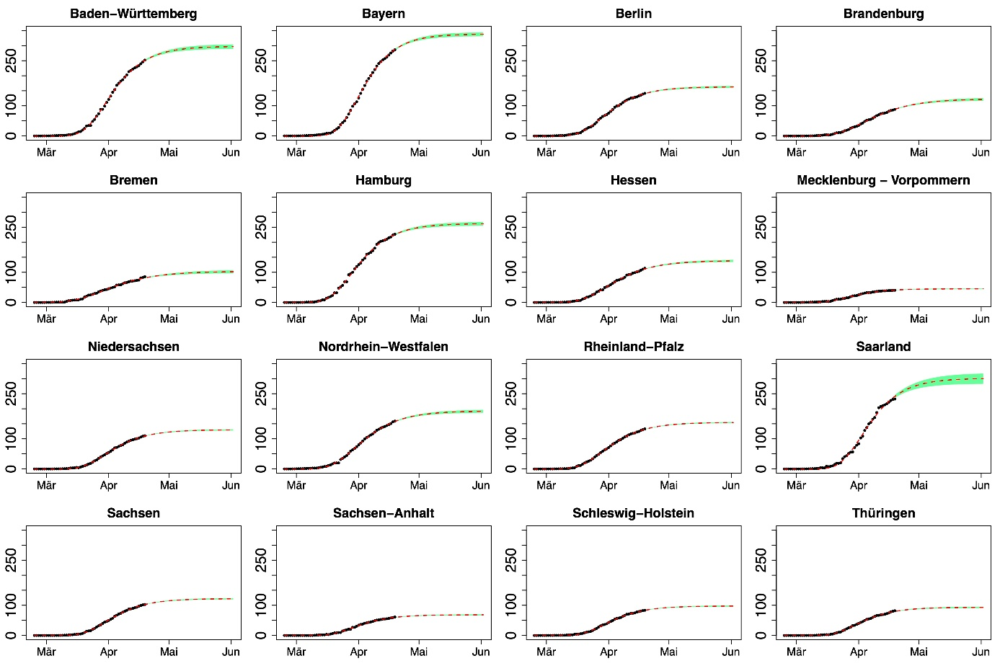 Baden−Württemberg
Bayern
Berlin
Brandenburg
250
100
0
Mär Apr Mai Jun
250
100
0
Mär Apr Mai Jun
250
100
0
Mär Apr Mai Jun
250
100
0
Mär Apr Mai Jun
Bremen
Hamburg
Hessen
Mecklenburg − Vorpommern
250
100
0
Mär Apr Mai Jun
250
100
0
Mär Apr Mai Jun
250
100
0
Mär Apr Mai Jun
250
100
0
Mär Apr Mai Jun
Niedersachsen
Nordrhein−Westfalen
Rheinland−Pfalz
Saarland
250
100
0
Mär Apr Mai Jun
250
100
0
Mär Apr Mai Jun
250
100
0
Mär Apr Mai Jun
250
100
0
Mär Apr Mai Jun
Sachsen
Sachsen−Anhalt
Schleswig−Holstein
Thüringen
250
100
0
Mär Apr Mai Jun
250
100
0
Mär Apr Mai Jun
250
100
0
Mär Apr Mai Jun
250
100
0
Mär Apr Mai Jun